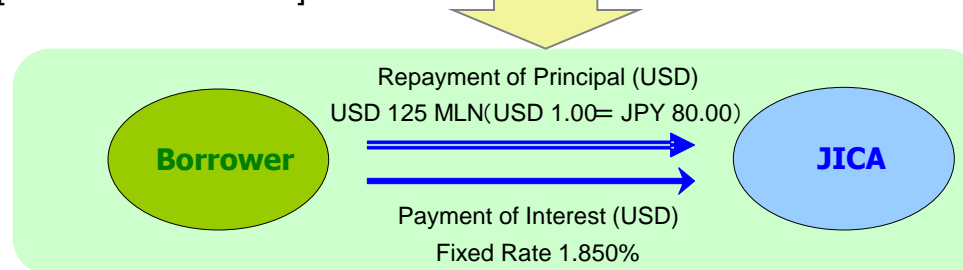 Repayment of Principal (USD)
USD 125 MLN(USD 1.00= JPY 80.00)
Borrower
JICA
Payment of Interest (USD)
Fixed Rate 1.850%